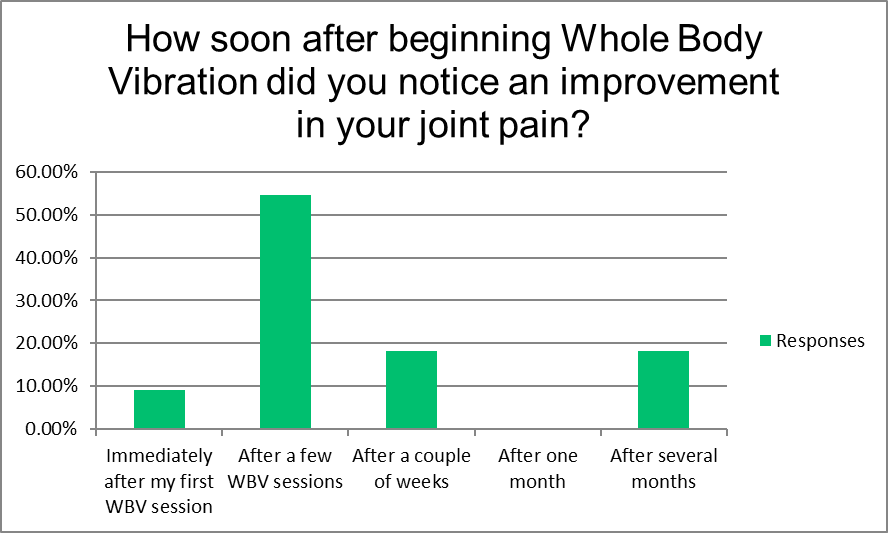 How soon after beginning Whole Body
Vibration did you notice an improvement
in your joint pain?
60.00%
50.00%
40.00%
30.00%
20.00%
10.00%
0.00%
Immediately
after my first
WBV session
After a few
WBV sessions
After a couple
of weeks
After one
month
After several
months
Responses